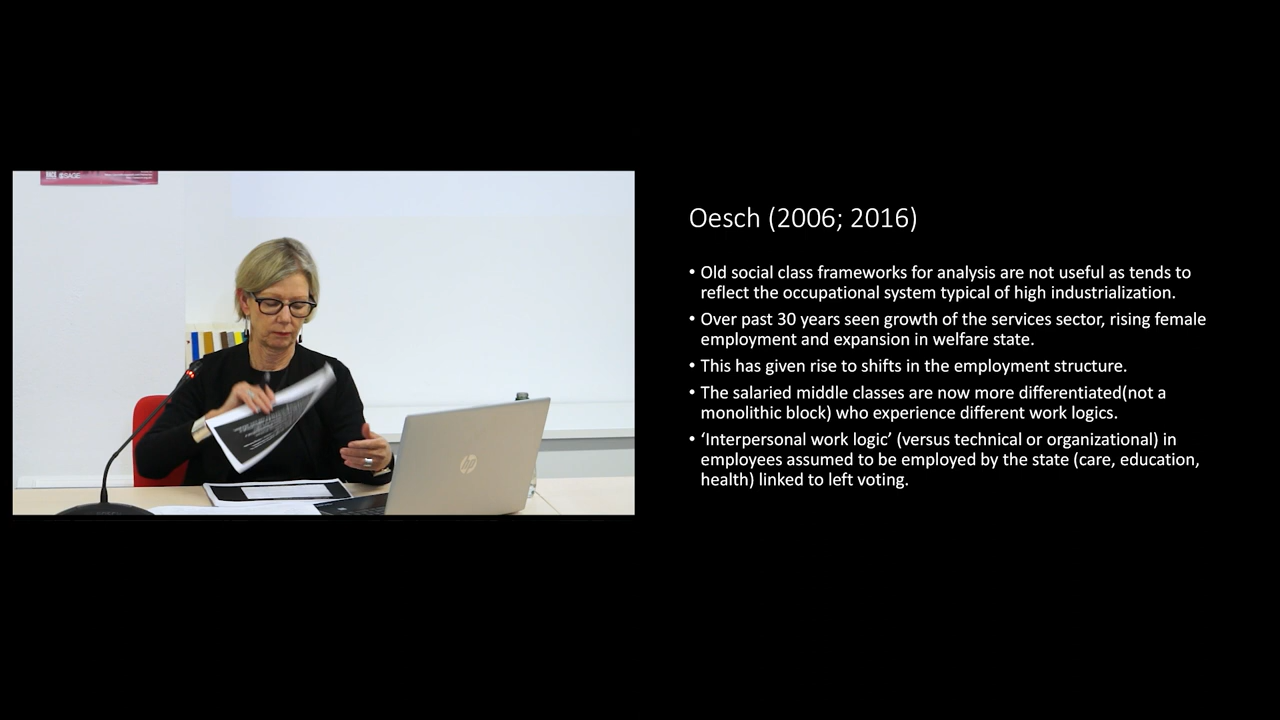 RACE
SAGE
Oesch (2006; 2016)
• Old social class frameworks for analysis are not useful as tends to
reflect the occupational system typical of high industrialization.
• Over past 30 years seen growth of the services sector, rising female
employment and expansion in welfare state.
• This has given rise to shifts in the employment structure.
• The salaried middle classes are now more differentiated(not a
monolithic block) who experience different work logics.
• ‘Interpersonal work logic’ (versus technical or organizational) in
employees assumed to be employed by the state (care, education,
health) linked to left voting.
hp